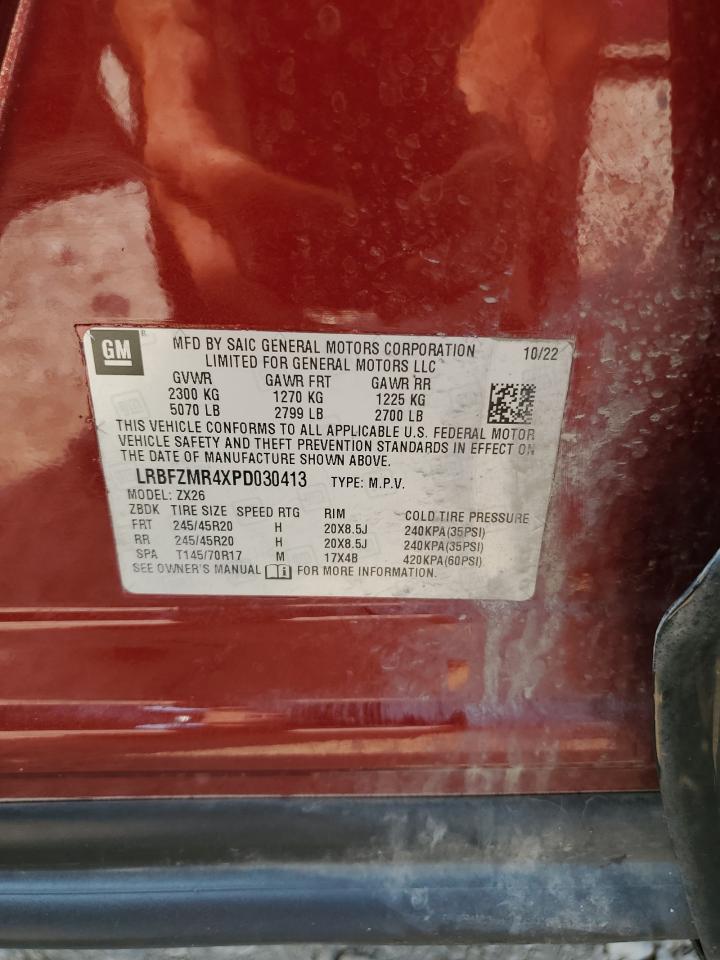 GM
MFD BY SAIC GENERAL MOTORS CORPORATION 10/22
LIMITED FOR GENERAL MOTORS LLC
GVWR GAWR FRT GAWR RR
2300 KG 1270 KG 1225 KG
5070 LB 2799 LB 2700 LB
THIS VEHICLE CONFORMS TO ALL APPLICABLE U.S. FEDERAL MOTOR
VEHICLE SAFETY AND THEFT PREVENTION STANDARDS IN EFFECT ON
THE DATE OF MANUFACTURE SHOWN ABOVE.
LRBFZMR4XPD030413 TYPE: M.P.V.
MODEL: ZX26
ZBDK TIRE SIZE SPEED RTG RIM COLD TIRE PRESSURE
FRT 245/45R20 H 20X8.5J 240KPA(35PSI)
RR 245/45R20 H 20X8.5J 240KPA(35PSI)
SPA T145/70R17 M 17X4B 420KPA(60PSI)
SEE OWNER'S MANUAL FOR MORE INFORMATION.